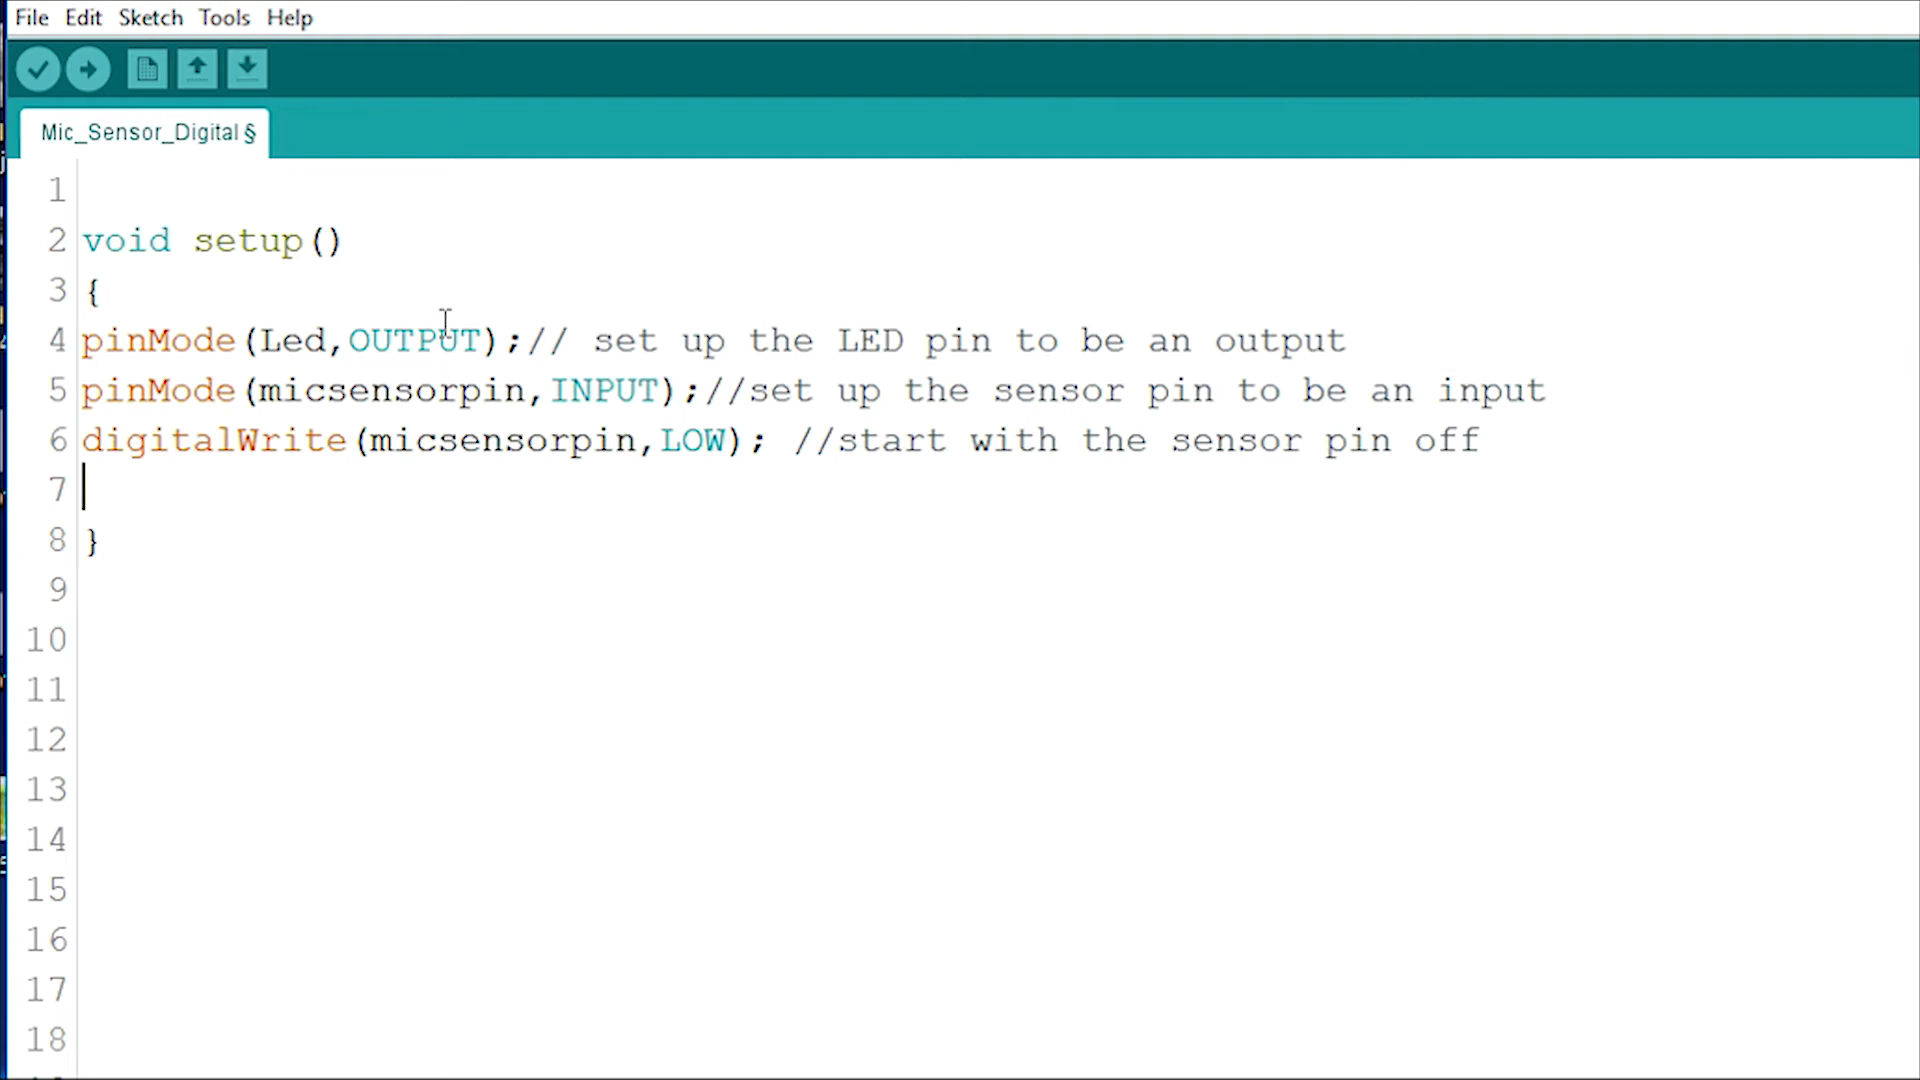 File Edit Sketch Tools Help
Mic_Sensor_Digital §
1
2 void setup()
3 {
4 pinMode(Led,OUTPUT);// set up the LED pin to be an output
5 pinMode(micsensorpin,INPUT);//set up the sensor pin to be an input
6 digitalWrite(micsensorpin,LOW); //start with the sensor pin off
7
8 }
9
10
11
12
13
14
15
16
17
18